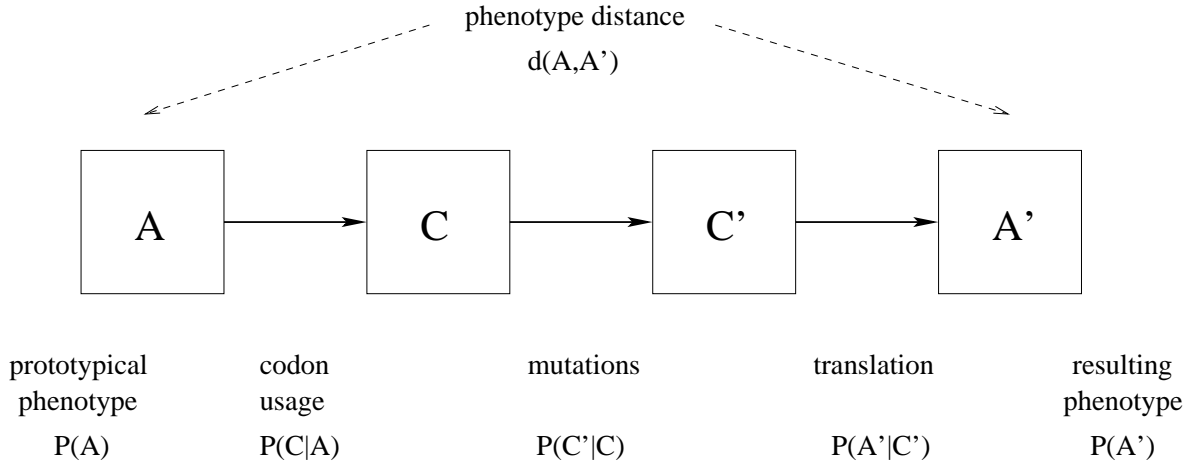 phenotype distance
d(A,A’)
A
C
C’
A’
prototypical
phenotype
P(A)
codon
usage
P(C|A)
mutations
P(C’|C)
translation
P(A’|C’)
resulting
phenotype
P(A’)